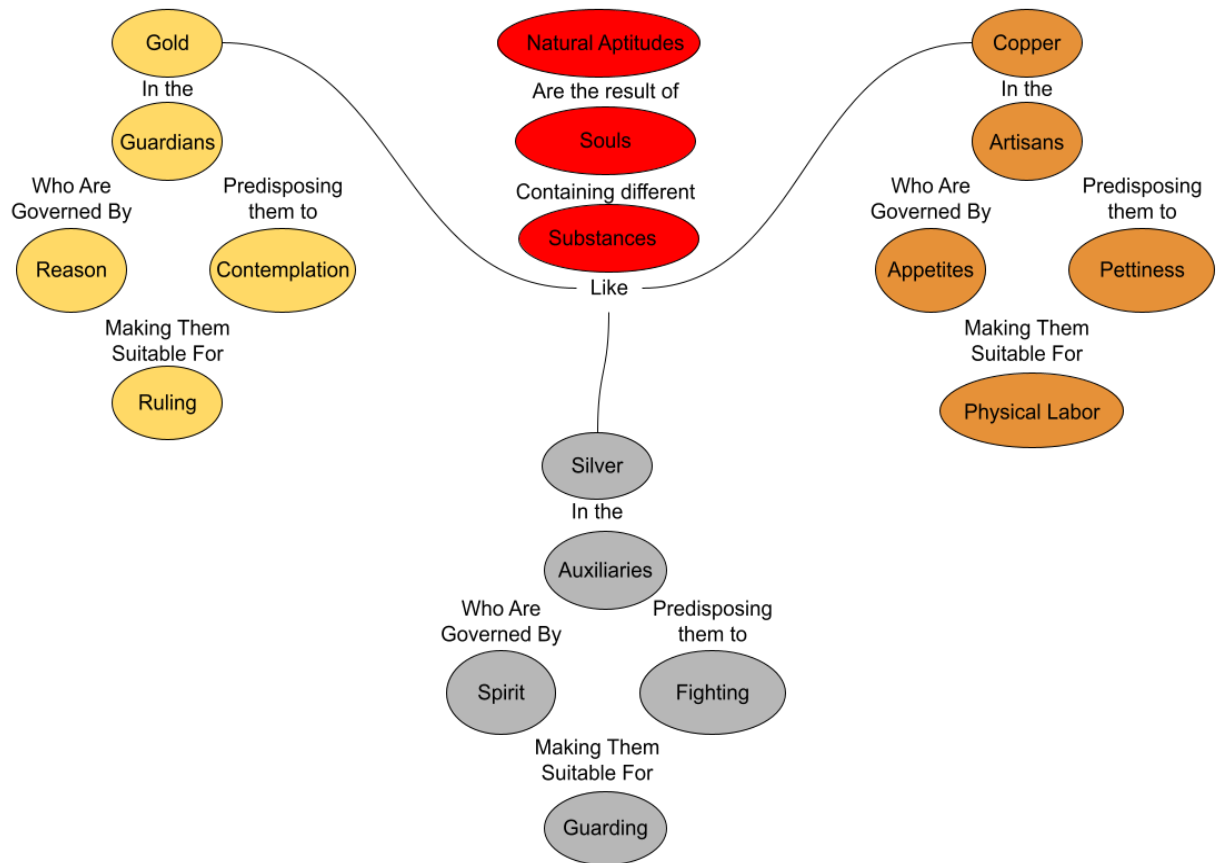 Gold
In the
Guardians
Who Are
Governed By
Reason
Predisposing
them to
Contemplation
Making Them
Suitable For
Ruling
Natural Aptitudes
Are the result of
Souls
Containing different
Substances
Like
Copper
In the
Artisans
Who Are
Governed By
Appetites
Predisposing
them to
Pettiness
Making Them
Suitable For
Physical Labor
Silver
In the
Auxiliaries
Who Are
Governed By
Spirit
Predisposing
them to
Fighting
Making Them
Suitable For
Guarding